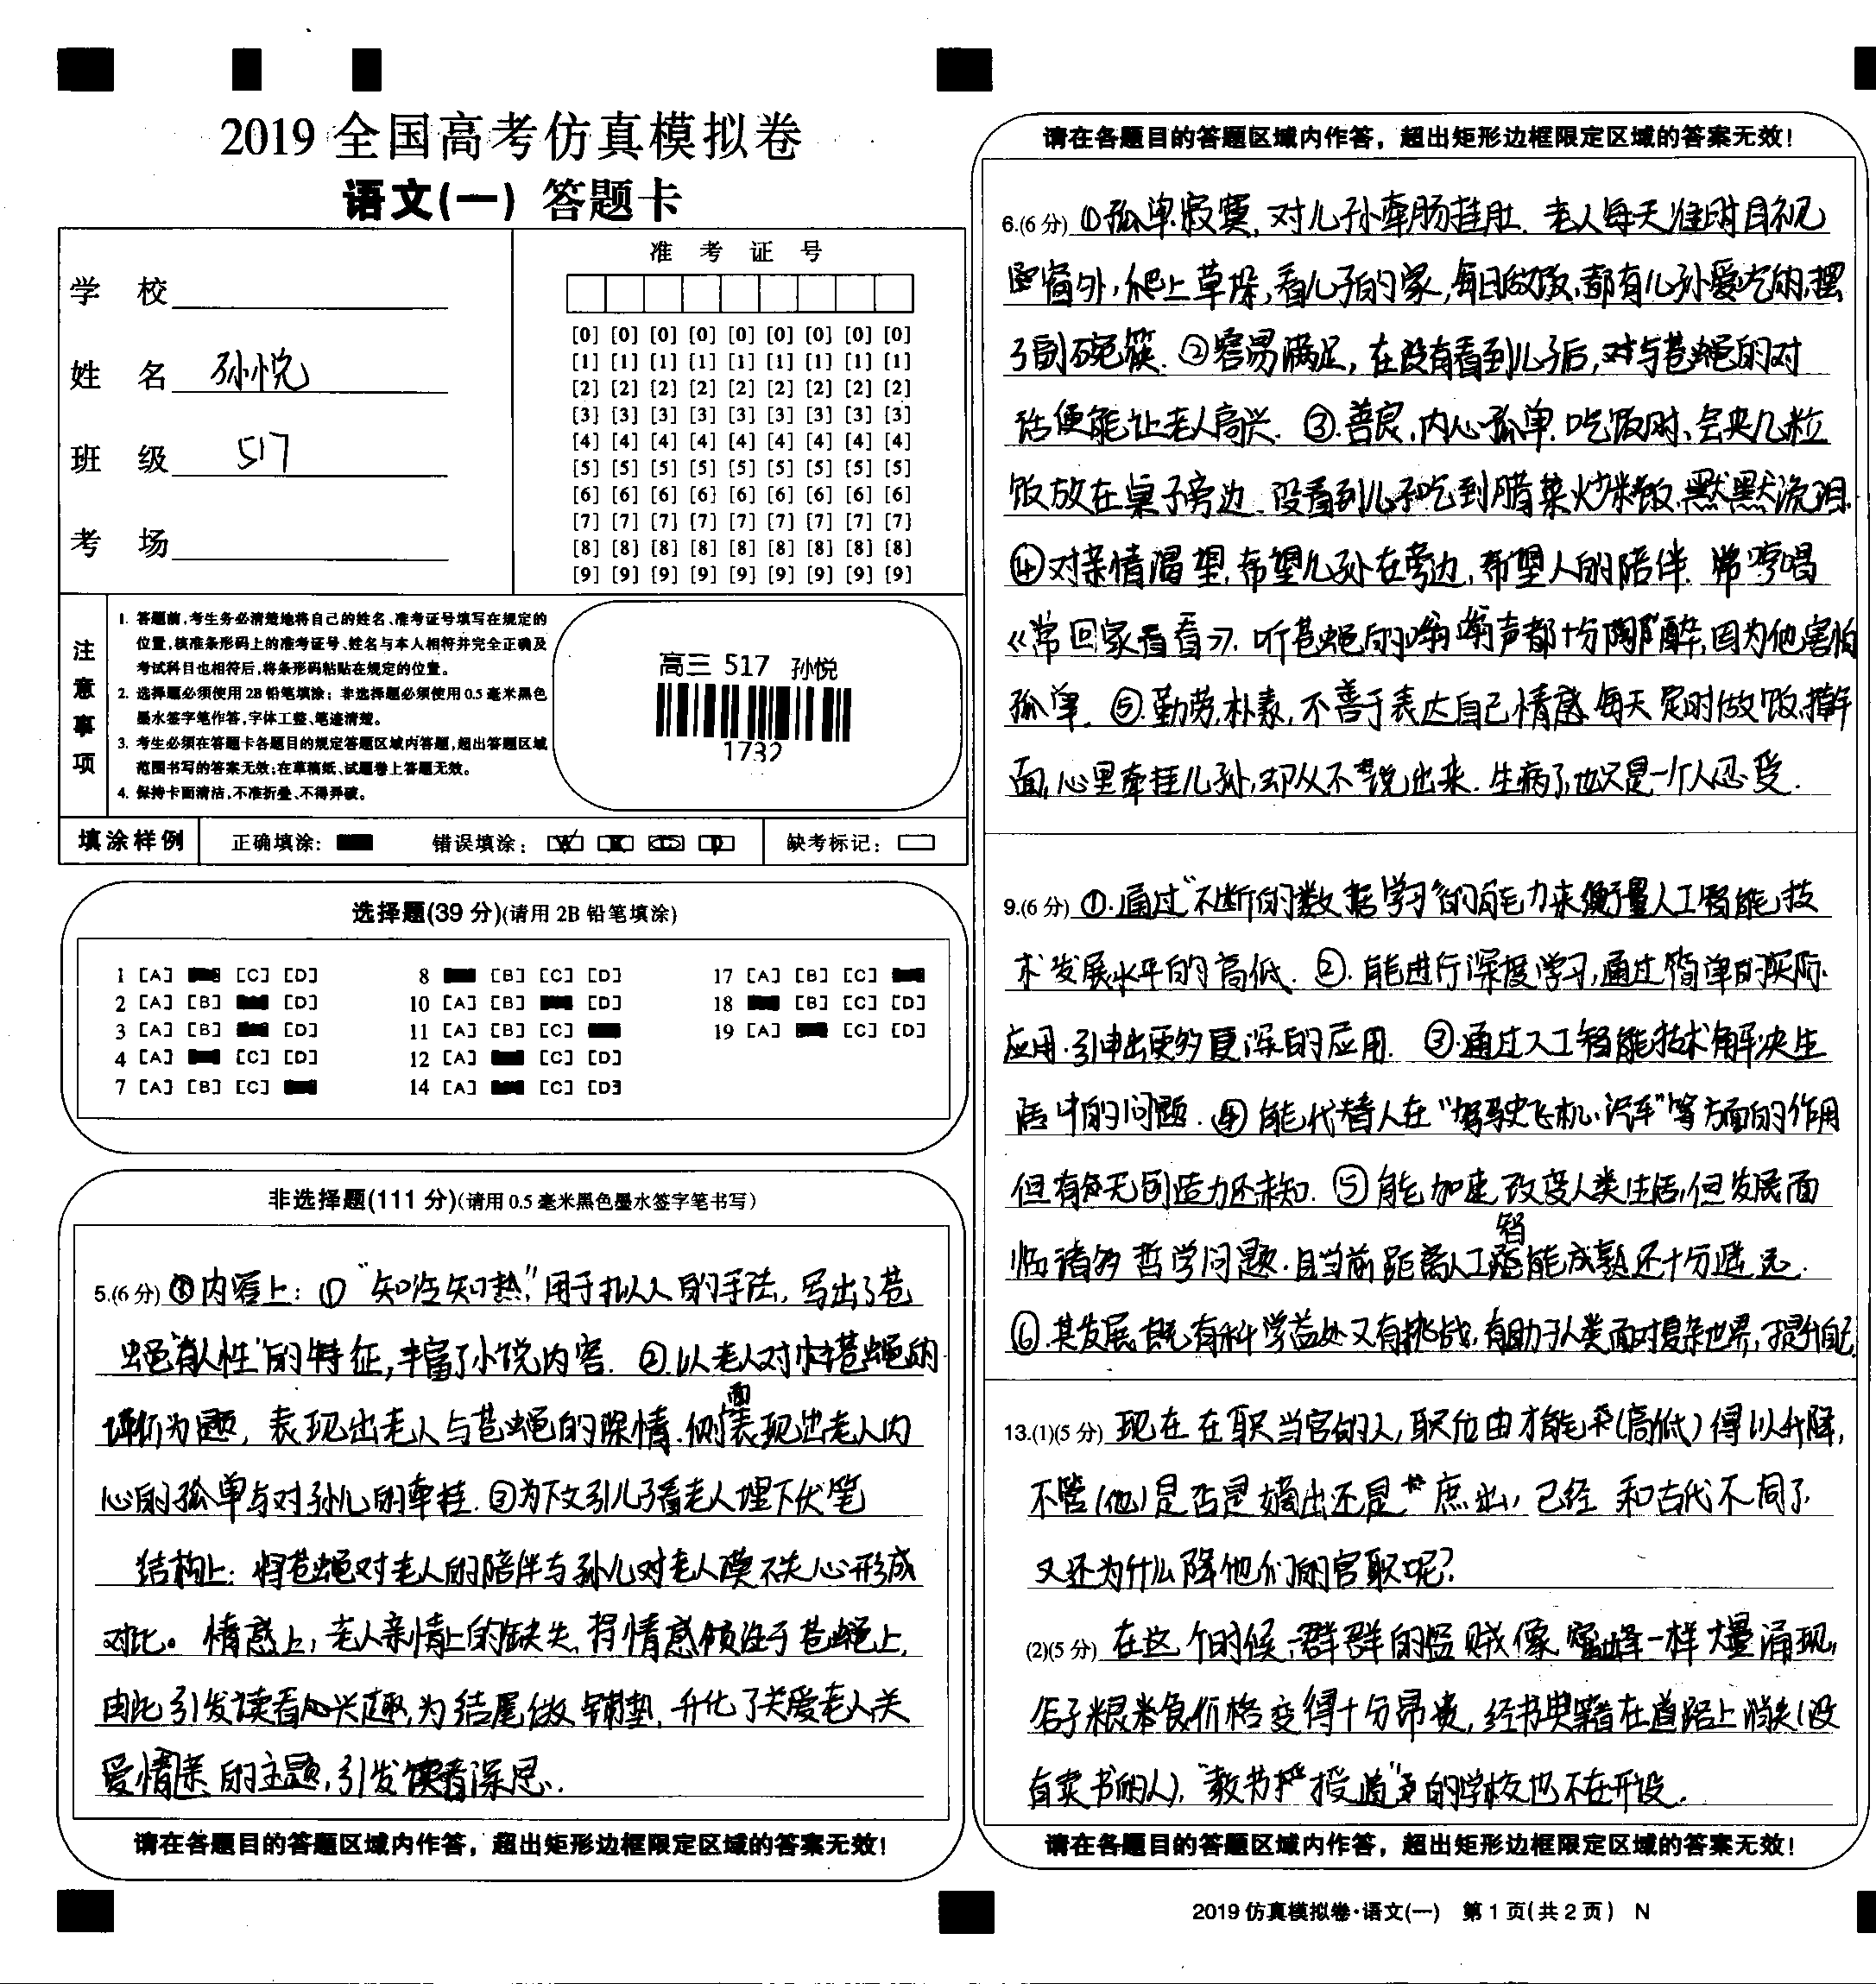 2019全国高考仿真模拟卷
语文(一) 答题卡
学 校
姓 名 孙悦
班 级 517
考 场
准 考 证 号
[0] [0] [0] [0] [0] [0] [0] [0] [0]
[1] [1] [1] [1] [1] [1] [1] [1] [1]
[2] [2] [2] [2] [2] [2] [2] [2] [2]
[3] [3] [3] [3] [3] [3] [3] [3] [3]
[4] [4] [4] [4] [4] [4] [4] [4] [4]
[5] [5] [5] [5] [5] [5] [5] [5] [5]
[6] [6] [6] [6] [6] [6] [6] [6] [6]
[7] [7] [7] [7] [7] [7] [7] [7] [7]
[8] [8] [8] [8] [8] [8] [8] [8] [8]
[9] [9] [9] [9] [9] [9] [9] [9] [9]
注意事项
1. 答题前,考生务必清楚地将自己的姓名、准考证号填写在规定的
位置,核准条形码上的准考证号、姓名与本人相符并完全正确及
考试科目也相符后,将条形码粘贴在规定的位置。
2. 选择题必须使用2B铅笔填涂;非选择题必须使用0.5毫米黑色
墨水签字笔作答,字体工整、笔迹清楚。
3. 考生必须在答题卡各题目的规定答题区域内答题,超出答题区域
范围书写的答案无效;在草稿纸、试题卷上答题无效。
4. 保持卡面清洁,不准折叠、不得弄破。
高三 517 孙悦
1732
填涂样例 正确填涂: 错误填涂: 缺考标记:
选择题(39分)(请用2B铅笔填涂)
1 [A] [C] [D] 8 [B] [C] [D] 17 [A] [B] [C]
2 [A] [B] [D] 10 [A] [B] [D] 18 [B] [C] [D]
3 [A] [B] [D] 11 [A] [B] [C] 19 [A] [C] [D]
4 [A] [C] [D] 12 [A] [C] [D]
7 [A] [B] [C] 14 [A] [C] [D]
非选择题(111分)(请用0.5毫米黑色墨水签字笔书写)
5.(6分) 内容上:①“知冷知热”用于拟人的手法,写出了苍
蝇“有人性”的特征,丰富了小说内容.②以老人对苍蝇的
评价为题,表现出老人与苍蝇的深情.侧面表现出老人内
心的孤单与对孙儿的牵挂.③为下文引儿子看老人埋下伏笔
结构上:将苍蝇对老人的陪伴与孙儿对老人漠不关心形成
对比。情感上,老人亲情上的缺失,将情感倾注于苍蝇上,
由此引发读者兴趣,为结尾做铺垫,升化了关爱老人关
爱情亲的主题,引发读者深思.
请在各题目的答题区域内作答,超出矩形边框限定区域的答案无效!
请在各题目的答题区域内作答,超出矩形边框限定区域的答案无效!
6.(6分) ①孤单寂寞,对儿孙牵肠挂肚.老人每天准时目视
窗外,爬上草垛,看儿子的家,每日做饭,都有儿孙爱吃的,摆
了副碗筷.②容易满足,在没有看到儿子后,与苍蝇的对
话便能让老人高兴.③善良,内心孤单.吃饭时,会夹几粒
饭放在桌子旁边.没看到儿子吃到腊菜炒米饭,默默流泪.
④对亲情渴望,希望儿孙在旁边,希望人的陪伴.常哼唱
《常回家看看》.听苍蝇的嗡嗡声都十分陶醉,因为他害怕
孤单.⑤勤劳朴素,不善于表达自己情感.每天定时做饭,擀
面,心里牵挂儿孙,却从不说出来.生病了,也只是一个人忍受.
9.(6分) ①.通过“不断的数据学习”的能力来衡量人工智能技
术发展水平的高低.②.能进行深度学习,通过简单的实际
应用.引申出更多更深的应用.③.通过人工智能技术解决生
活中的问题.④能代替人在“驾驶飞机.汽车”等方面的作用
但有无创造力还未知.⑤能加速改变人类生活,但发展面
临诸多哲学问题.且当前距离人工智能成熟还十分遥远.
⑥.其发展既有科学益处又有挑战,有助于人类面对复杂世界,提升自己.
13.(1)(5分) 现在在职当官的人,职位由才能(高低)得以升降,
不管(他)是否是嫡出还是庶出,已经和古代不同了,
又还为什么降他们的官职呢?
(2)(5分) 在这个时候,群群的盗贼像蜜蜂一样大量涌现,
谷子粮食价格变得十分昂贵,经书典籍在道路上消失(没
有卖书的人),“教书授道”的学校也不在开设.
请在各题目的答题区域内作答,超出矩形边框限定区域的答案无效!
2019仿真模拟卷·语文(一) 第1页(共2页) N